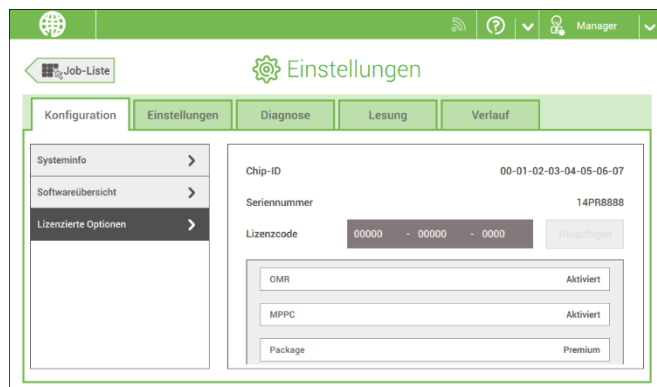 Manager
Job-Liste
Einstellungen
Konfiguration
Einstellungen
Diagnose
Lesung
Verlauf
Systeminfo
Softwareübersicht
Lizenzierte Optionen
Chip-ID 00-01-02-03-04-05-06-07
Seriennummer 14PR8888
Lizenzcode 00000 - 00000 - 0000 Hinzufügen
OMR Aktiviert
MPPC Aktiviert
Package Premium